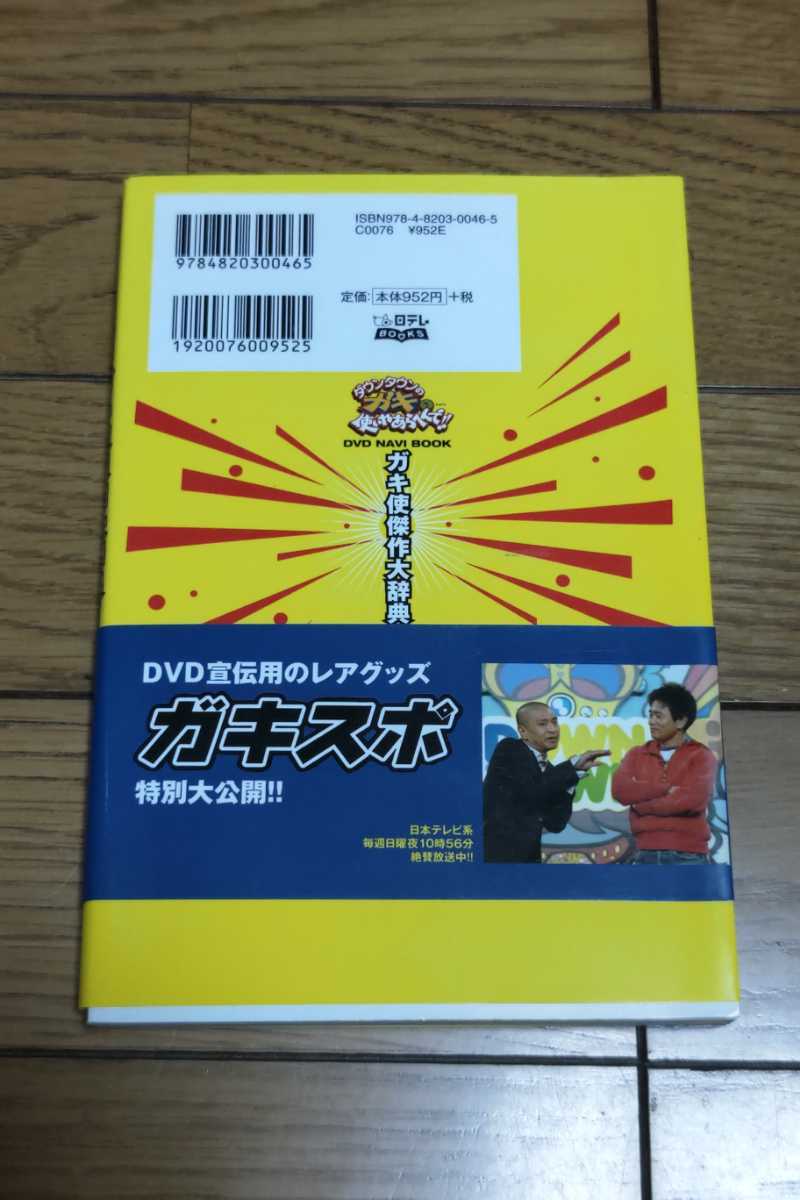 ISBN978-4-8203-0046-5
C0076 ¥952E
9784820300465
定価:本体952円+税
日テレ
BOOKS
1920076009525
ダウンタウンの
ガキの
使いやあらへんで!!
DVD NAVI BOOK
ガキ使傑作大辞典
DVD宣伝用のレアグッズ
ガキスポ
特別大公開!!
日本テレビ系
毎週日曜夜10時56分
絶賛放送中!!
DOWN